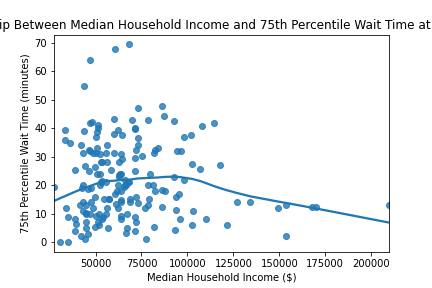 ip Between Median Household Income and 75th Percentile Wait Time at
70
60
50
40
30
20
10
0
75th Percentile Wait Time (minutes)
50000 75000 100000 125000 150000 175000 200000
Median Household Income ($)